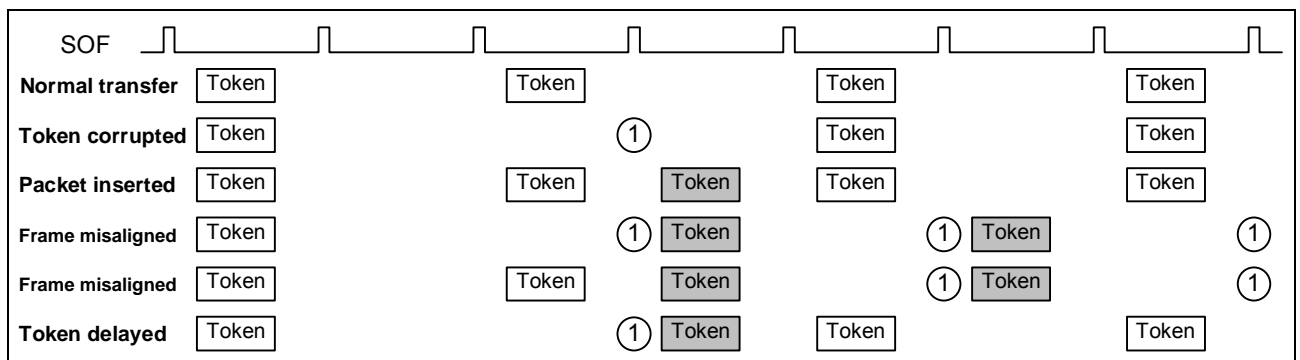 SOF
Normal transfer Token Token Token Token
Token corrupted Token 1 Token Token
Packet inserted Token Token Token Token Token
Frame misaligned Token 1 Token 1 Token 1
Frame misaligned Token Token Token 1 Token 1
Token delayed Token 1 Token Token Token